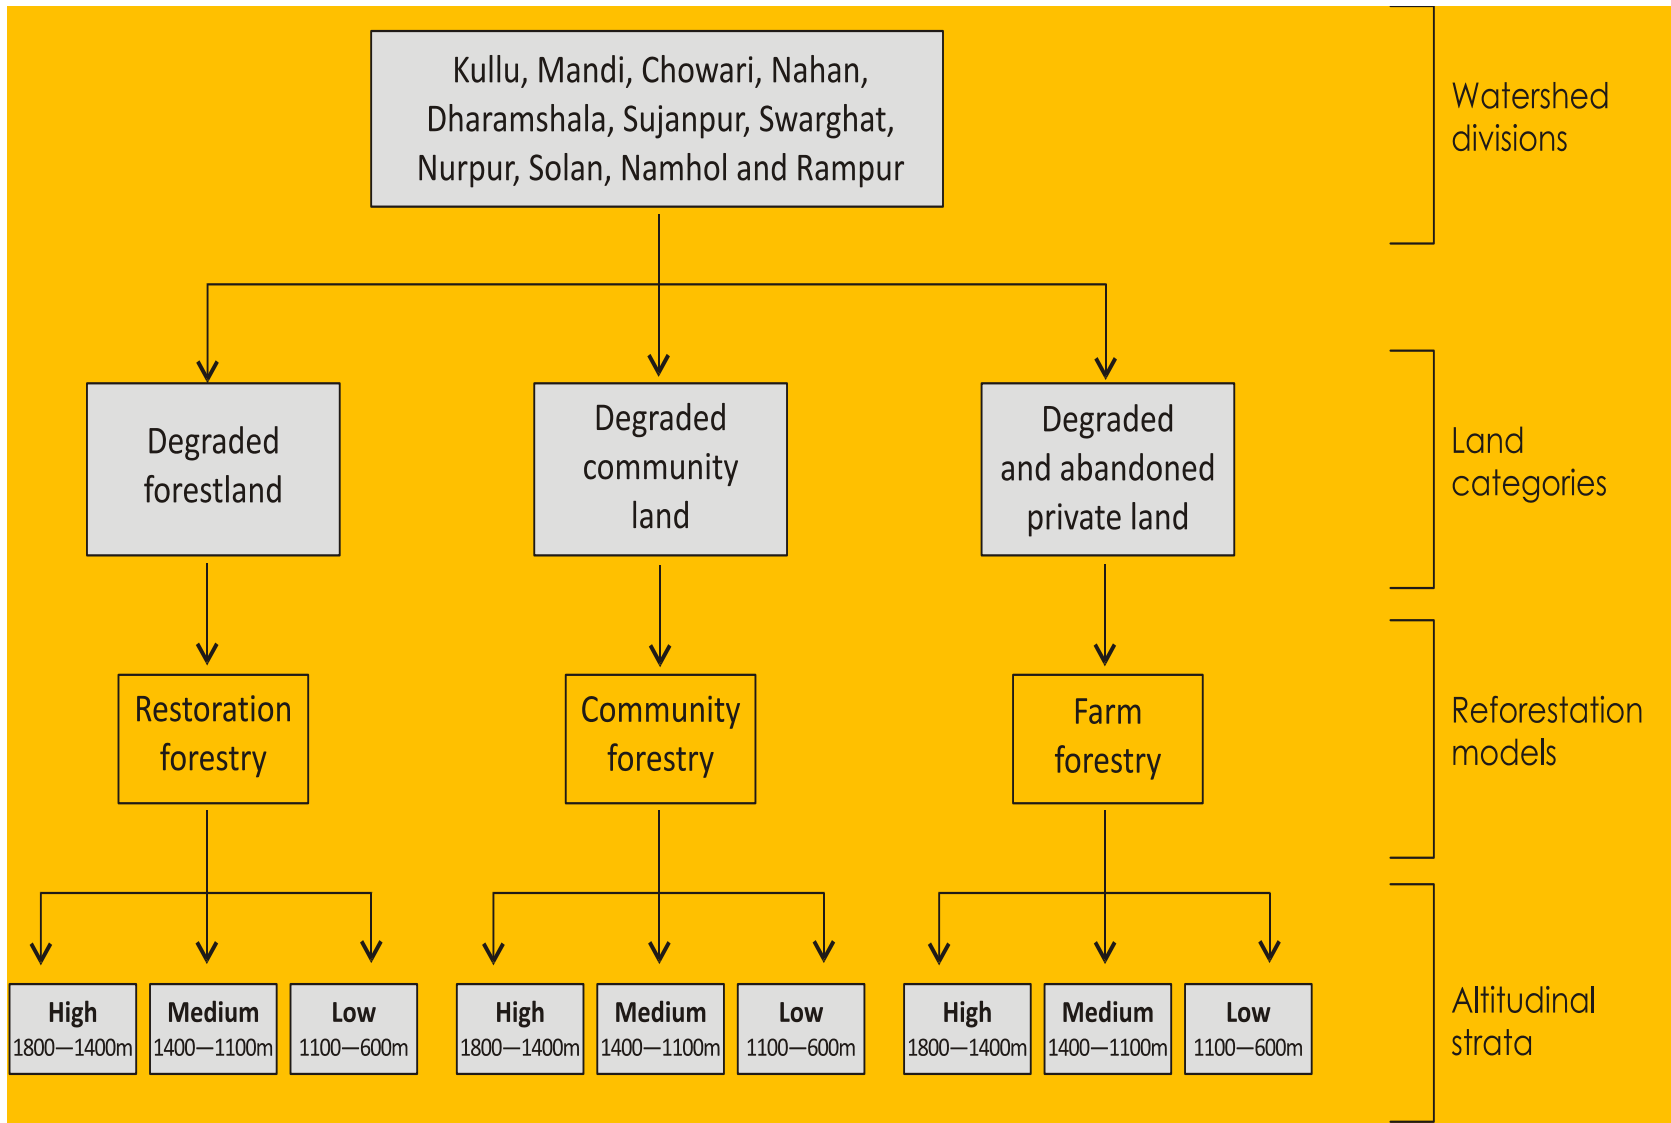 Kullu, Mandi, Chowari, Nahan,
Dharamshala, Sujanpur, Swarghat,
Nurpur, Solan, Namhol and Rampur
Watershed
divisions
Degraded
forestland
Degraded
community
land
Degraded
and abandoned
private land
Land
categories
Restoration
forestry
Community
forestry
Farm
forestry
Reforestation
models
High
1800—1400m
Medium
1400—1100m
Low
1100—600m
High
1800—1400m
Medium
1400—1100m
Low
1100—600m
High
1800—1400m
Medium
1400—1100m
Low
1100—600m
Altitudinal
strata